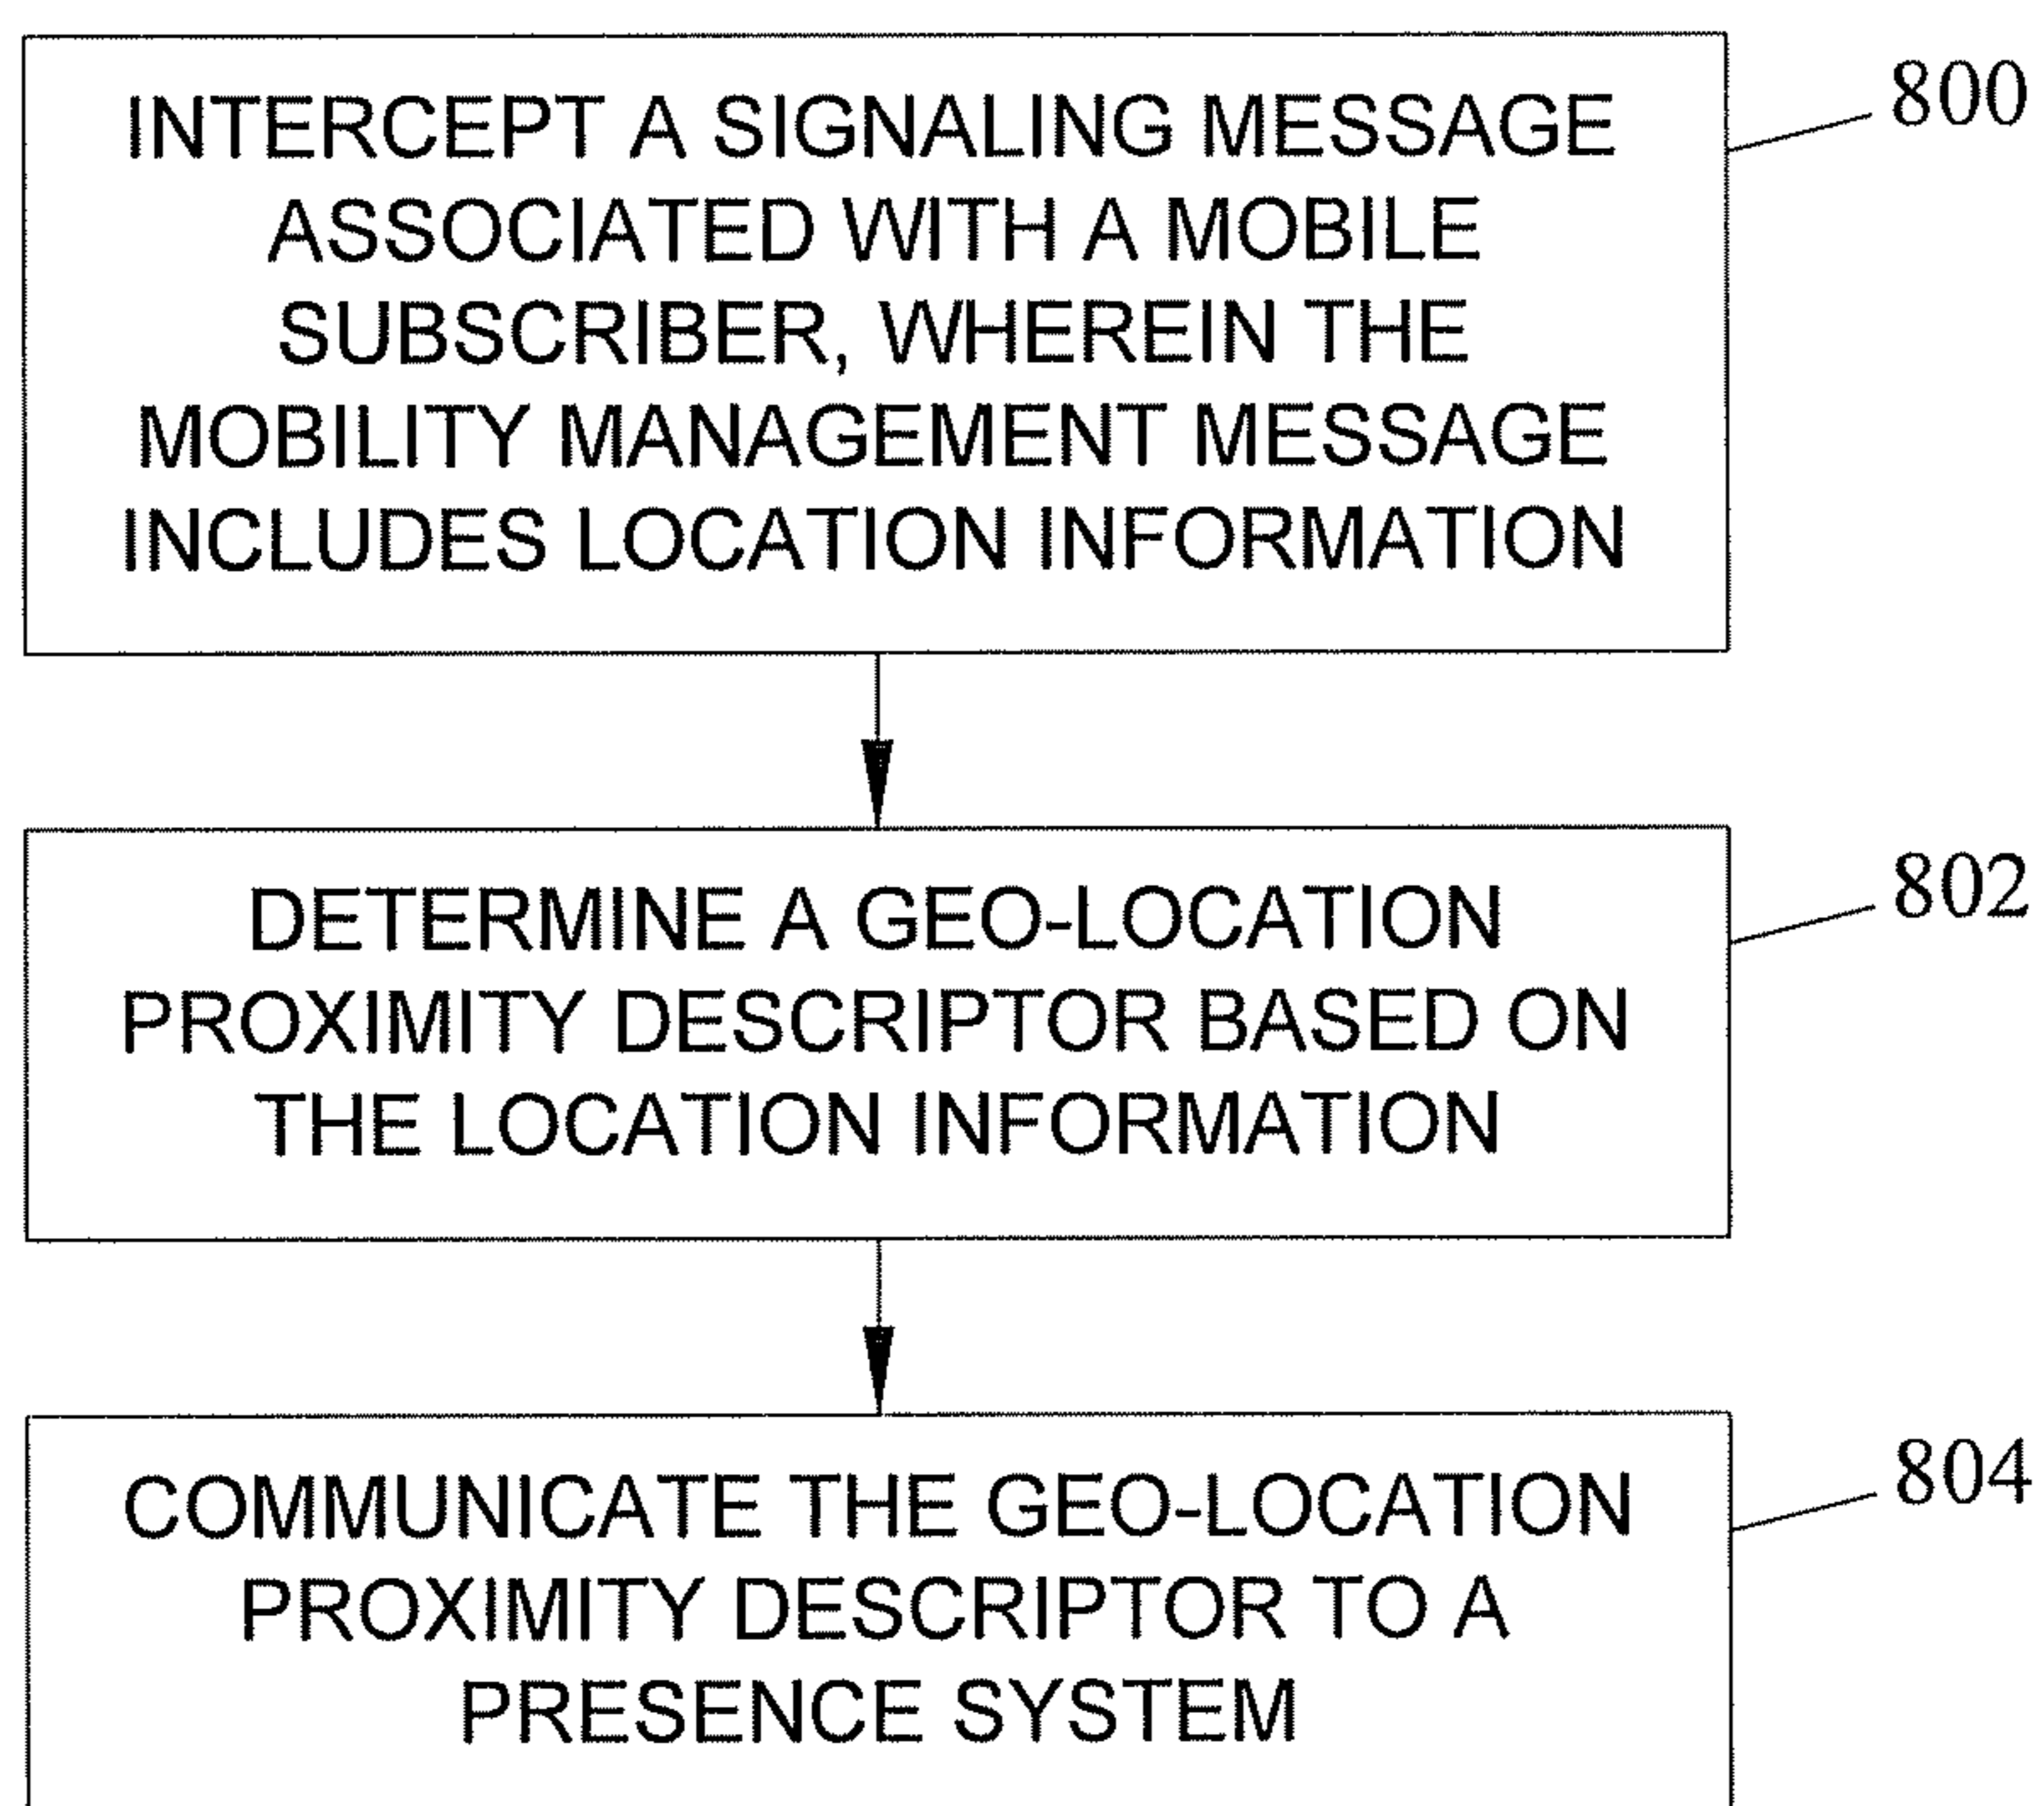 INTERCEPT A SIGNALING MESSAGE
ASSOCIATED WITH A MOBILE
SUBSCRIBER, WHEREIN THE
MOBILITY MANAGEMENT MESSAGE
INCLUDES LOCATION INFORMATION
800
DETERMINE A GEO-LOCATION
PROXIMITY DESCRIPTOR BASED ON
THE LOCATION INFORMATION
802
COMMUNICATE THE GEO-LOCATION
PROXIMITY DESCRIPTOR TO A
PRESENCE SYSTEM
804